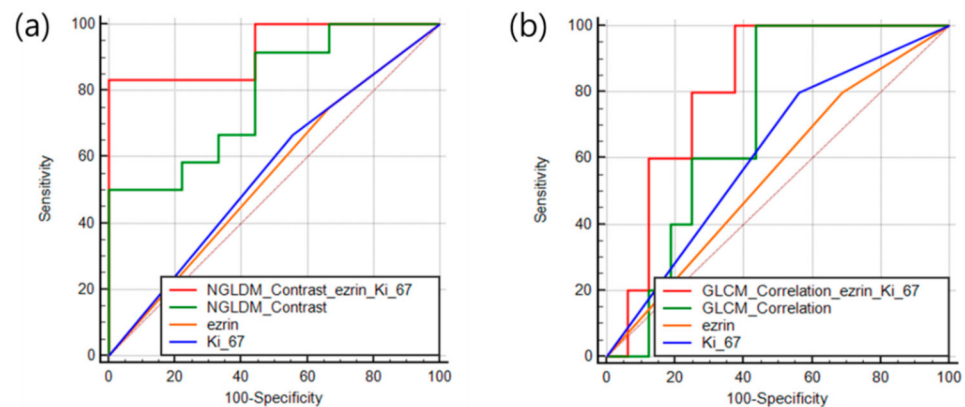 (a)
100
80
60
40
20
0
Sensitivity
NGLDM_Contrast_ezrin_Ki_67
NGLDM_Contrast
ezrin
Ki_67
0 20 40 60 80 100
100-Specificity
(b)
100
80
60
40
20
0
Sensitivity
GLCM_Correlation_ezrin_Ki_67
GLCM_Correlation
ezrin
Ki_67
0 20 40 60 80 100
100-Specificity